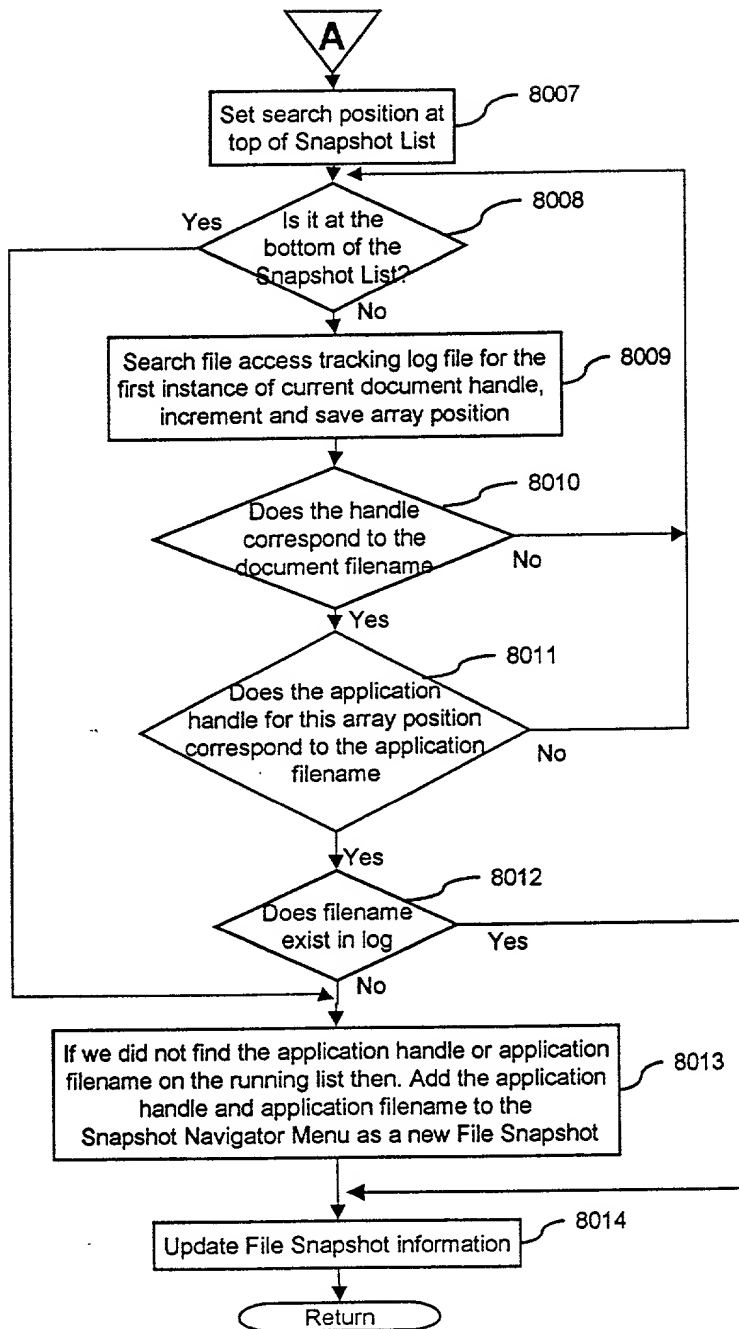 A
Set search position at
top of Snapshot List
8007
Yes
Is it at the
bottom of the
Snapshot List?
8008
No
Search file access tracking log file for the
first instance of current document handle,
increment and save array position
8009
Does the handle
correspond to the
document filename
8010
No
Yes
Does the application
handle for this array position
correspond to the application
filename
8011
No
Yes
Does filename
exist in log
8012
Yes
No
If we did not find the application handle or application
filename on the running list then. Add the application
handle and application filename to the
Snapshot Navigator Menu as a new File Snapshot
8013
Update File Snapshot information
8014
Return